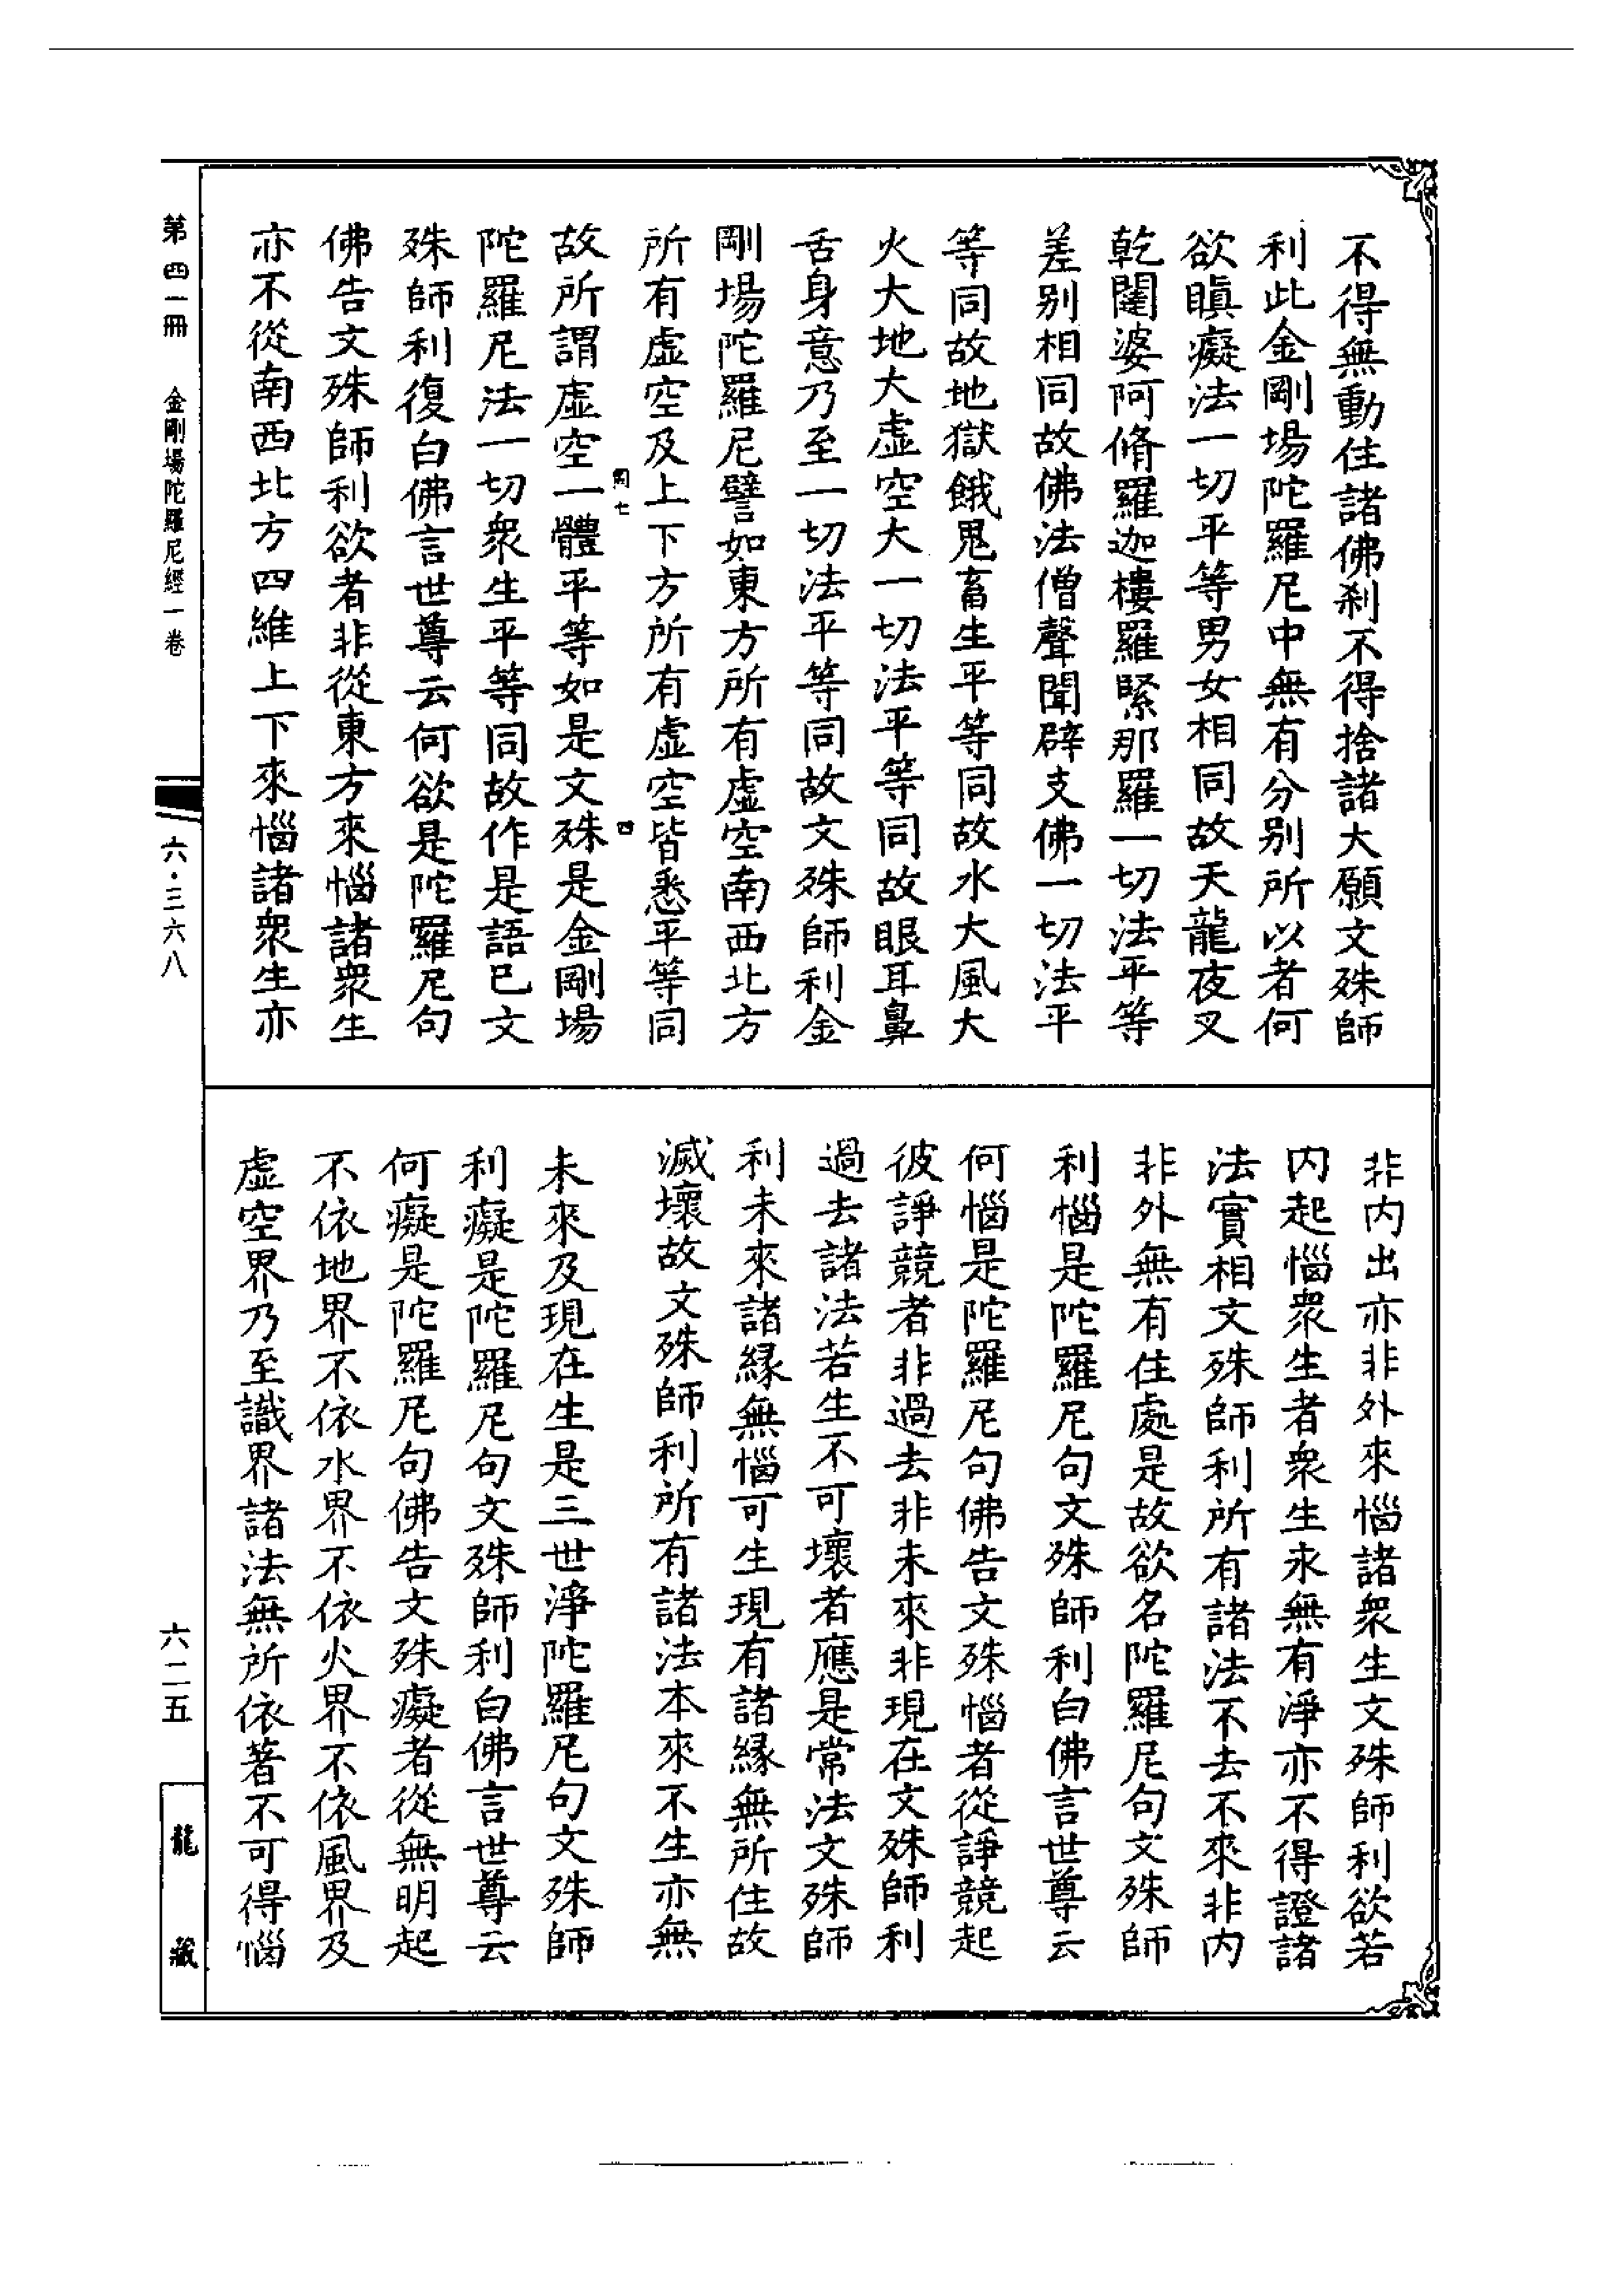 不得無動住諸佛刹不得捨諸大願文殊師
利此金剛場陀羅尼中無有分別所以者何
欲瞋癡法一切平等男女相同故天龍夜叉
乾闥婆阿脩羅迦樓羅緊那羅一切法平等
差别相同故佛法僧聲聞辟支佛一切法平
等同故地獄餓鬼畜生平等同故水大風大
火大地大虛空大一切法平等同故眼耳鼻
舌身意乃至一切法平等同故文殊師利金
剛場陀羅尼譬如東方所有虛空南西北方
所有虛空及上下方所有虛空皆悉平等同
七
四
故所謂虛空一體平等如是文殊是金剛場
陀羅尼法一切衆生平等同故作是語已文
殊師利復白佛言世尊云何欲是陀羅尼句
佛告文殊師利欲者非從東方來惱諸衆生
亦不從南西北方四維上下來惱諸衆生亦
非内出亦非外來惱諸衆生文殊師利欲若
内起惱衆生者衆生永無有淨亦不得證諸
法實相文殊師利所有諸法不去不來非内
非外無有住處是故欲名陀羅尼句文殊師
利惱是陀羅尼句文殊師利白佛言世尊云
何惱是陀羅尼句佛告文殊惱者從諍競起
彼諍競者非過去非未來非現在文殊師利
過去諸法若生不可壞者應是常法文殊師
利未來諸緣無惱可生現有諸緣無所住故
滅壞故文殊師利所有諸法本來不生亦無
未來及現在生是三世淨陀羅尼句文殊師
利癡是陀羅尼句文殊師利白佛言世尊云
何癡是陀羅尼句佛告文殊癡者從無明起
不依地界不依水界不依火界不依風界及
虛空界乃至識界諸法無所依著不可得惱
第四一冊 金剛場陀羅尼經一卷
六·三六八
六二五
龍藏